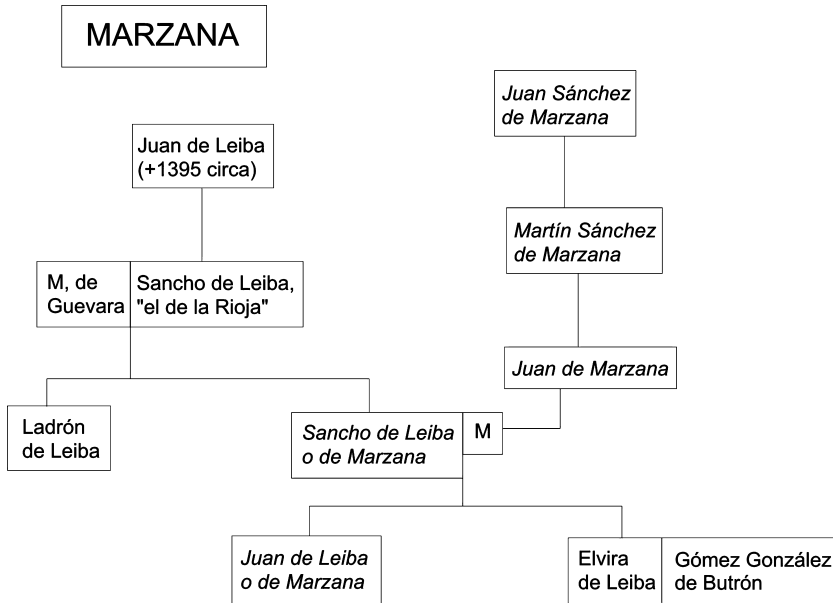 MARZANA
Juan Sánchez
de Marzana
Juan de Leiba
(+1395 circa)
Martín Sánchez
de Marzana
M, de
Guevara
Sancho de Leiba,
"el de la Rioja"
Juan de Marzana
Ladrón
de Leiba
Sancho de Leiba
o de Marzana
M
Juan de Leiba
o de Marzana
Elvira
de Leiba
Gómez González
de Butrón